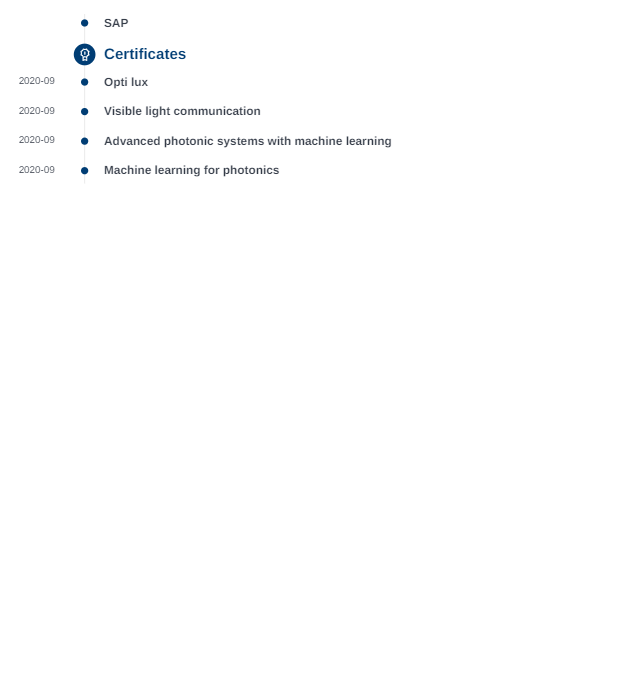 SAP
Certificates
2020-09 Opti lux
2020-09 Visible light communication
2020-09 Advanced photonic systems with machine learning
2020-09 Machine learning for photonics